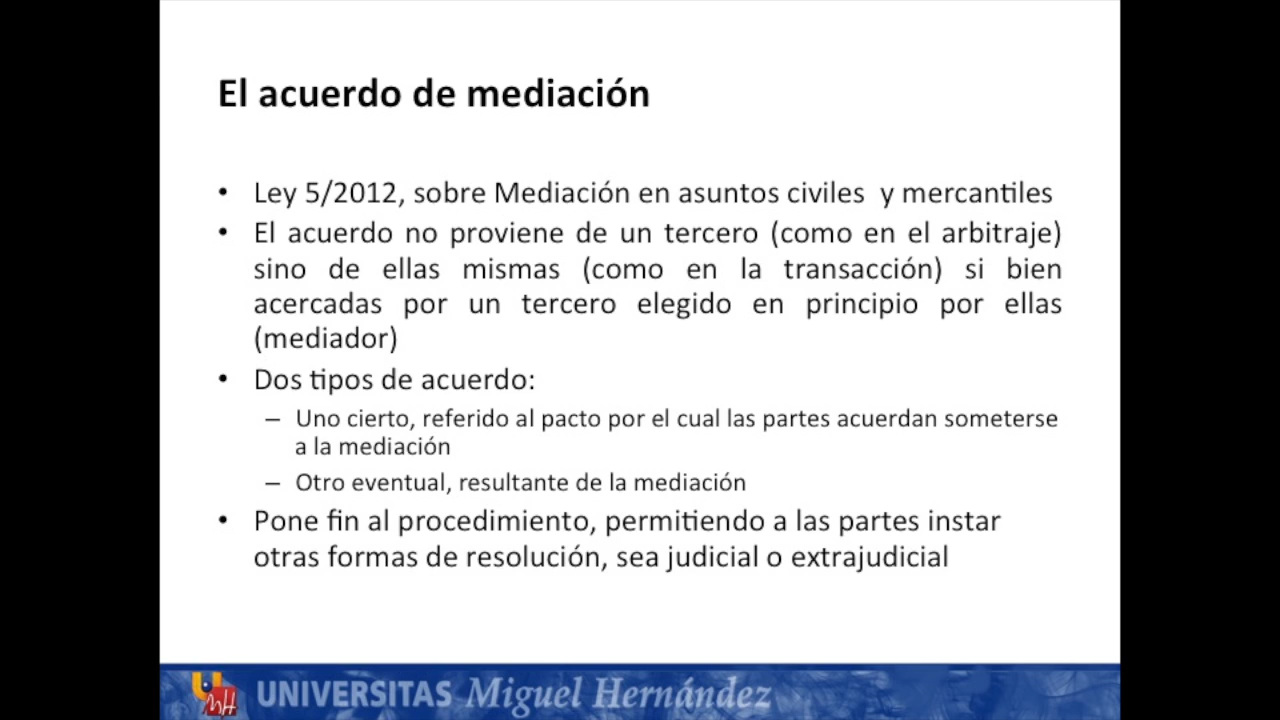 El acuerdo de mediación
• Ley 5/2012, sobre Mediación en asuntos civiles y mercantiles
• El acuerdo no proviene de un tercero (como en el arbitraje)
sino de ellas mismas (como en la transacción) si bien
acercadas por un tercero elegido en principio por ellas
(mediador)
• Dos tipos de acuerdo:
– Uno cierto, referido al pacto por el cual las partes acuerdan someterse
a la mediación
– Otro eventual, resultante de la mediación
• Pone fin al procedimiento, permitiendo a las partes instar
otras formas de resolución, sea judicial o extrajudicial
UNIVERSITAS Miguel Hernández